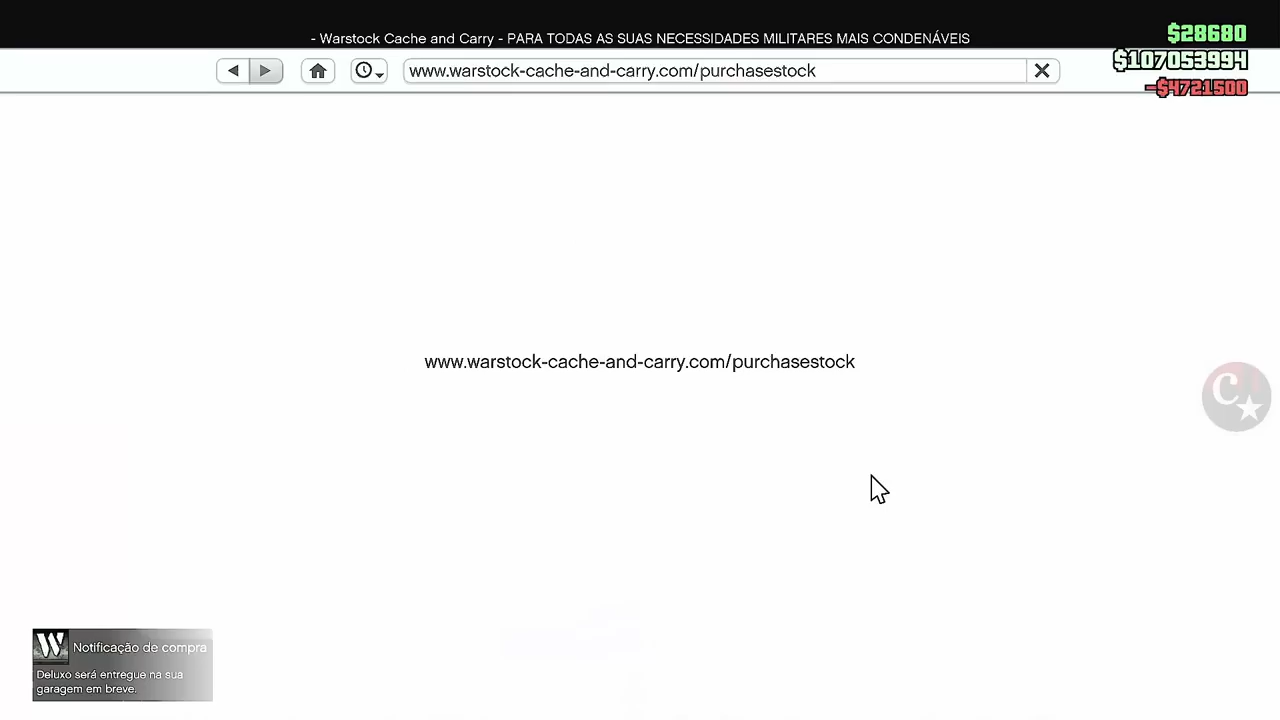 - Warstock Cache and Carry - PARA TODAS AS SUAS NECESSIDADES MILITARES MAIS CONDENÁVEIS
$28680
www.warstock-cache-and-carry.com/purchasestock
$107053994
-$4721500
www.warstock-cache-and-carry.com/purchasestock
C
W
Notificação de compra
Deluxo será entregue na sua
garagem em breve.